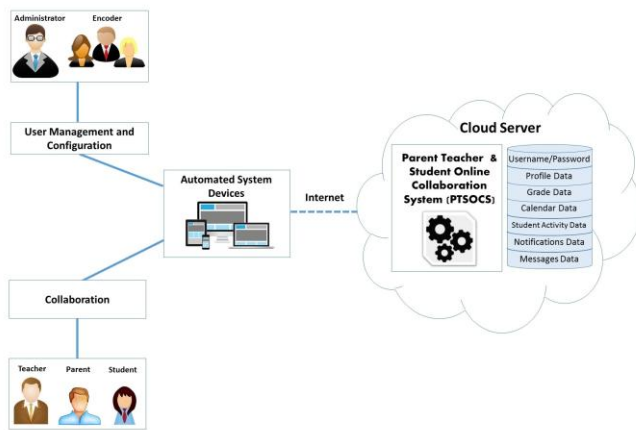 Administrator
Encoder
User Management and
Configuration
Automated System
Devices
Internet
Cloud Server
Parent Teacher &
Student Online
Collaboration
System [PTSOCS]
Username/Password
Profile Data
Grade Data
Calendar Data
Student Activity Data
Notifications Data
Messages Data
Collaboration
Teacher
Parent
Student